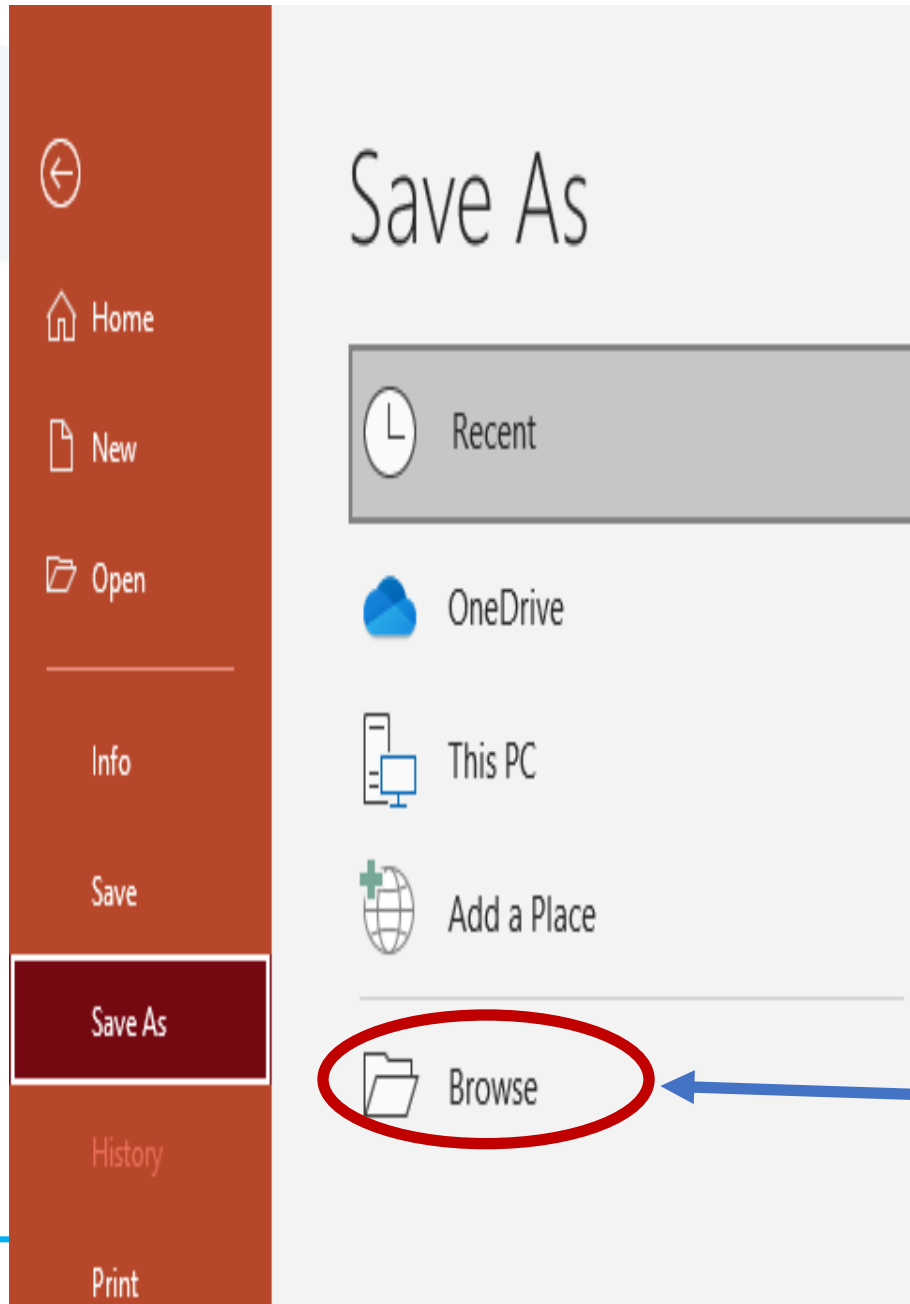 Home
New
Open
Info
Save
Save As
History
Print
Save As
Recent
OneDrive
This PC
Add a Place
Browse